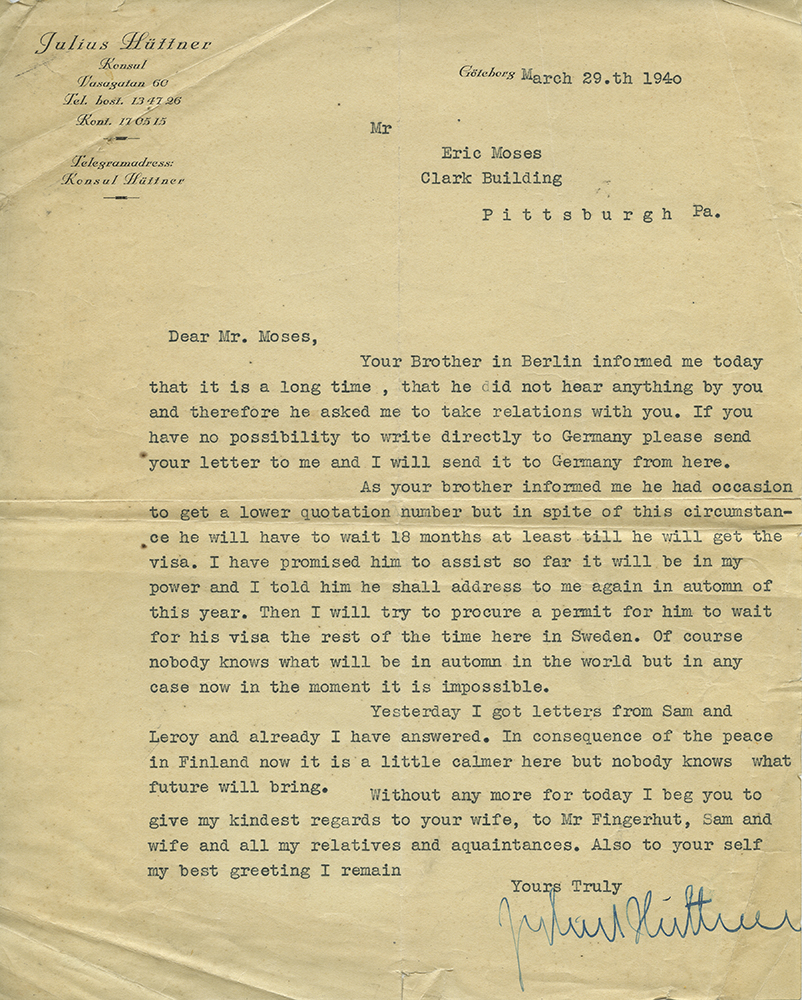 Julius Hüttner
Konsul
Vasagatan 60
Tel. bost. 13 47 26
Kont. 17 05 15
Telegramadress:
Konsul Hüttner
Göteborg March 29.th 1940
Mr
Eric Moses
Clark Building
P i t t s b u r g h Pa.
Dear Mr. Moses,
Your Brother in Berlin informed me today
that it is a long time , that he did not hear anything by you
and therefore he asked me to take relations with you. If you
have no possibility to write directly to Germany please send
your letter to me and I will send it to Germany from here.
As your brother informed me he had occasion
to get a lower quotation number but in spite of this circumstan-
ce he will have to wait 18 months at least till he will get the
visa. I have promised him to assist so far it will be in my
power and I told him he shall address to me again in automn of
this year. Then I will try to procure a permit for him to wait
for his visa the rest of the time here in Sweden. Of course
nobody knows what will be in automn in the world but in any
case now in the moment it is impossible.
Yesterday I got letters from Sam and
Leroy and already I have answered. In consequence of the peace
in Finland now it is a little calmer here but nobody knows what
future will bring.
Without any more for today I beg you to
give my kindest regards to your wife, to Mr Fingerhut, Sam and
wife and all my relatives and aquaintances. Also to your self
my best greeting I remain
Yours Truly
Julius Hüttner